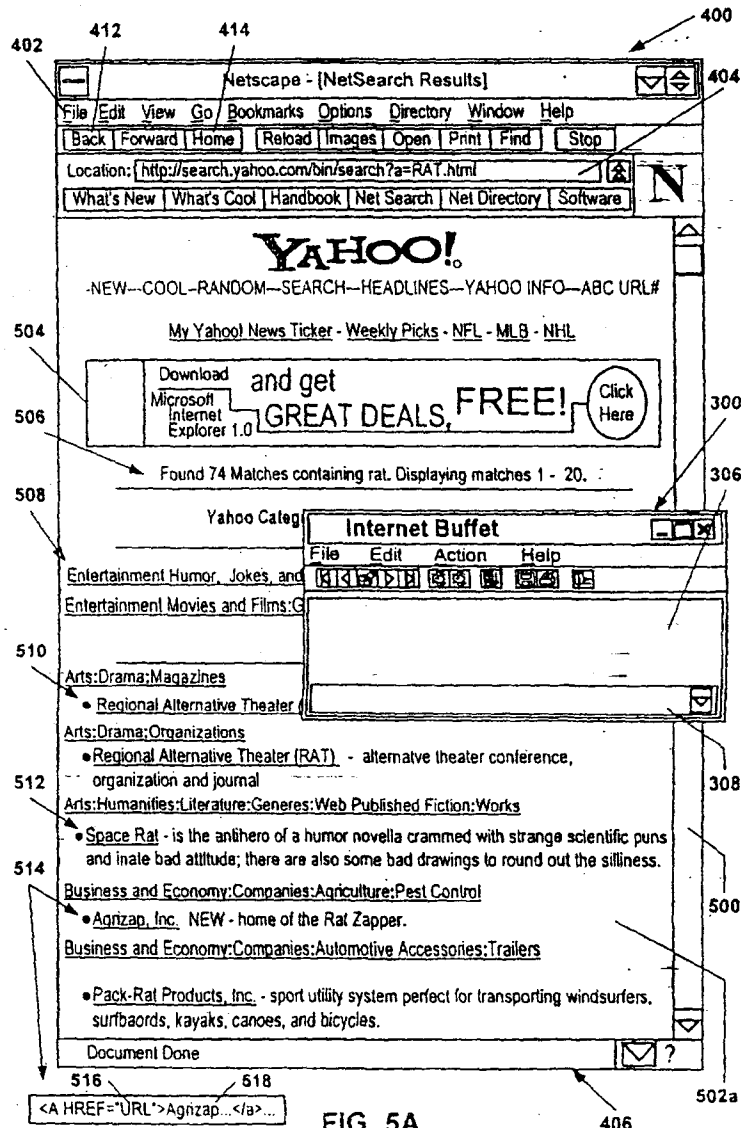 400
412
414
402
Netscape - [NetSearch Results]
404
File Edit View Go Bookmarks Options Directory Window Help
Back Forward Home Reload Images Open Print Find Stop
Location: http://search.yahoo.com/bin/search?a=RAT.html
N
What's New What's Cool Handbook Net Search Net Directory Software
YAHOO!
-NEW---COOL--RANDOM---SEARCH---HEADLINES---YAHOO INFO---ABC URL#
My Yahoo! News Ticker - Weekly Picks - NFL - MLB - NHL
504
Download
Microsoft
Internet
Explorer 1.0
and get
GREAT DEALS, FREE!
Click
Here
506
Found 74 Matches containing rat. Displaying matches 1 - 20.
300
306
508
Yahoo Categ
Internet Buffet
File Edit Action Help
Entertainment Humor, Jokes, and
Entertainment Movies and Films:G
510
Arts:Drama:Magazines
• Regional Alternative Theater (
Arts:Drama:Organizations
• Regional Alternative Theater (RAT) - alternatve theater conference,
organization and journal
308
512
Arts:Humanities:Literature:Generes:Web Published Fiction:Works
• Space Rat - is the antihero of a humor novella crammed with strange scientific puns
and inate bad attitude; there are also some bad drawings to round out the silliness.
514
Business and Economy:Companies:Agriculture:Pest Control
• Agrizap, Inc. NEW - home of the Rat Zapper.
500
Business and Economy:Companies:Automotive Accessories:Trailers
• Pack-Rat Products, Inc. - sport utility system perfect for transporting windsurfers,
surfbaords, kayaks, canoes, and bicycles.
Document Done
?
516
518
502a
<A HREF="URL">Agrizap...</a>...
FIG. 5A
406